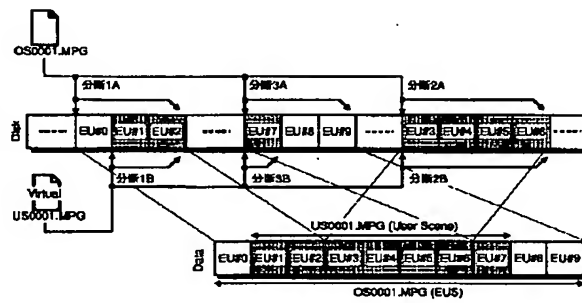 OS0001.MPG
分断1A 分断3A 分断2A
Disk
EU#0 EU#1 EU#2 EU#7 EU#8 EU#9 EU#3 EU#4 EU#5 EU#6
分断1B 分断3B 分断2B
Virtual
US0001.MPG
US0001.MPG (User Scene)
Data
EU#0 EU#1 EU#2 EU#3 EU#4 EU#5 EU#6 EU#7 EU#8 EU#9
OS0001.MPG (EUS)